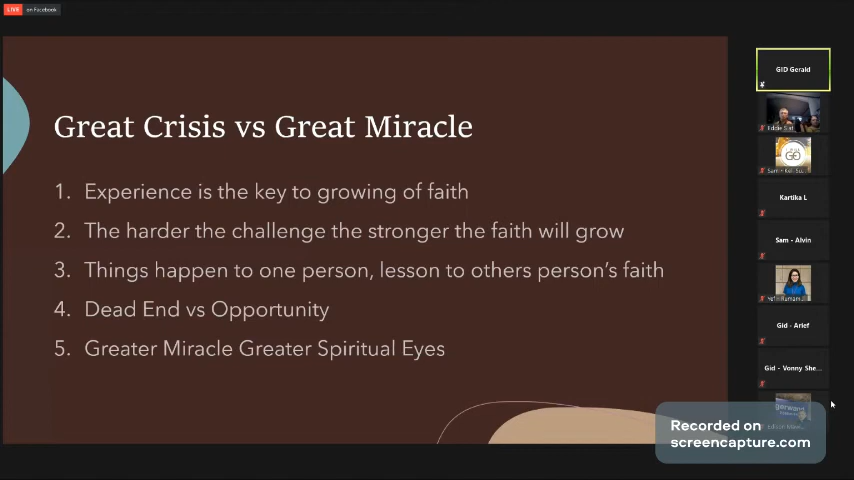 LIVE on Facebook
Great Crisis vs Great Miracle
1. Experience is the key to growing of faith
2. The harder the challenge the stronger the faith will grow
3. Things happen to one person, lesson to others person's faith
4. Dead End vs Opportunity
5. Greater Miracle Greater Spiritual Eyes
GID Gerald
Kartika L
Sam - Alvin
Gid - Arief
Gid - Vonny She...
Recorded on
screencapture.com